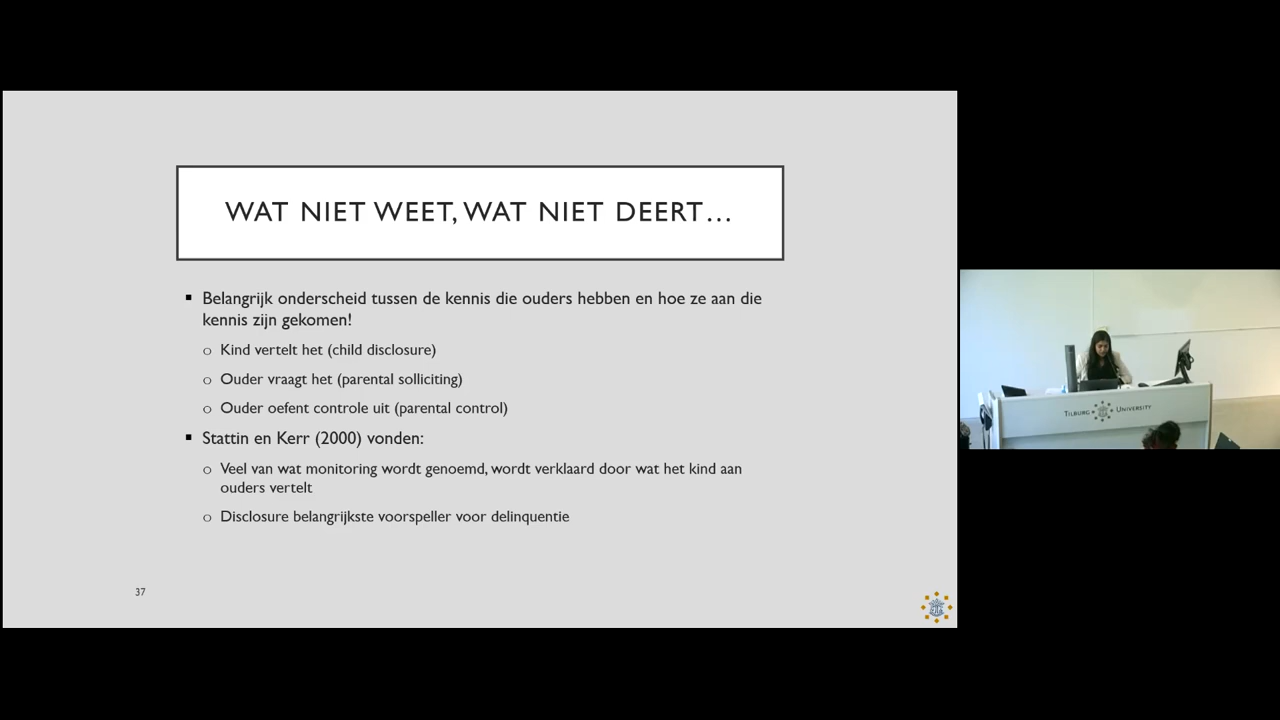 WAT NIET WEET, WAT NIET DEERT...
▪ Belangrijk onderscheid tussen de kennis die ouders hebben en hoe ze aan die
kennis zijn gekomen!
o Kind vertelt het (child disclosure)
o Ouder vraagt het (parental solliciting)
o Ouder oefent controle uit (parental control)
▪ Stattin en Kerr (2000) vonden:
o Veel van wat monitoring wordt genoemd, wordt verklaard door wat het kind aan
ouders vertelt
o Disclosure belangrijkste voorspeller voor delinquentie
37
TILBURG UNIVERSITY